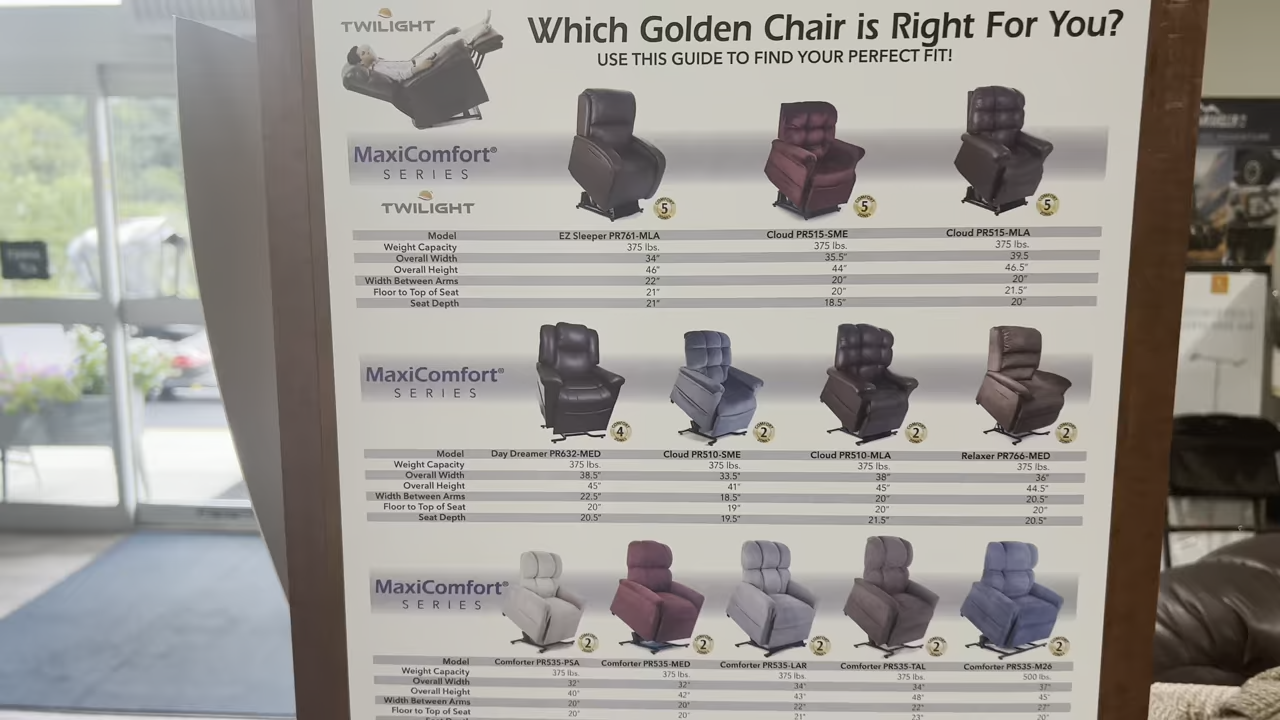 TWILIGHT
Which Golden Chair is Right For You?
USE THIS GUIDE TO FIND YOUR PERFECT FIT!
MaxiComfort®
SERIES
TWILIGHT
5 5 5
Model EZ Sleeper PR761-MLA Cloud PR515-SME Cloud PR515-MLA
Weight Capacity 375 lbs. 375 lbs. 375 lbs.
Overall Width 34" 35.5" 39.5
Overall Height 46" 44" 46.5"
Width Between Arms 22" 20" 20"
Floor to Top of Seat 21" 20" 21.5"
Seat Depth 21" 18.5" 20"
MaxiComfort®
SERIES
4 2 2 2
Model Day Dreamer PR632-MED Cloud PR510-SME Cloud PR510-MLA Relaxer PR766-MED
Weight Capacity 375 lbs. 375 lbs. 375 lbs. 375 lbs.
Overall Width 38.5" 33.5" 38" 36"
Overall Height 45" 41" 45" 44.5"
Width Between Arms 22.5" 18.5" 20" 20.5"
Floor to Top of Seat 20" 19" 20" 20"
Seat Depth 20.5" 19.5" 21.5" 20.5"
MaxiComfort®
SERIES
2 2 2 2 2
Model Comforter PR535-PSA Comforter PR535-MED Comforter PR535-LAR Comforter PR535-TAL Comforter PR535-M26
Weight Capacity 375 lbs. 375 lbs. 375 lbs. 375 lbs. 500 lbs.
Overall Width 32" 32" 34" 34" 37"
Overall Height 40" 42" 43" 48" 45"
Width Between Arms 20" 20" 22" 22" 27"
Floor to Top of Seat 20" 20" 21" 23" 20"